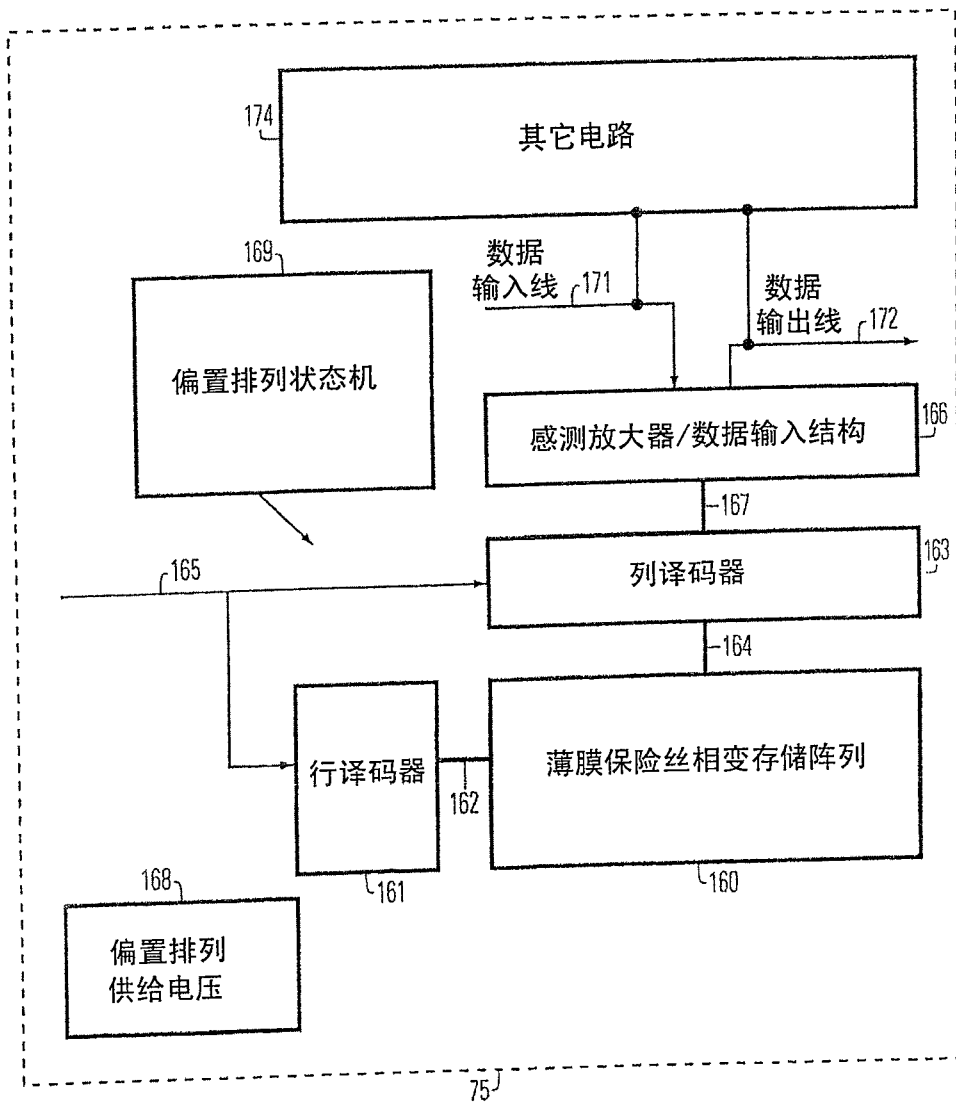 174
其它电路
169
数据
输入线
171
数据
输出线
172
偏置排列状态机
感测放大器/数据输入结构
166
167
165
列译码器
163
164
行译码器
162
薄膜保险丝相变存储阵列
161
160
168
偏置排列
供给电压
75